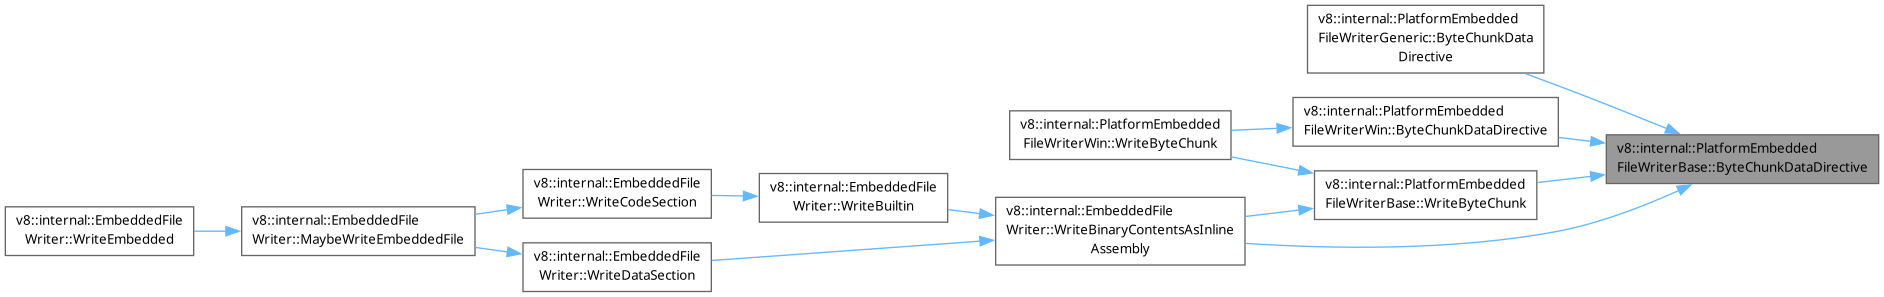 v8::internal::PlatformEmbedded
FileWriterGeneric::ByteChunkData
Directive
v8::internal::PlatformEmbedded
FileWriterWin::ByteChunkDataDirective
v8::internal::PlatformEmbedded
FileWriterWin::WriteByteChunk
v8::internal::PlatformEmbedded
FileWriterBase::ByteChunkDataDirective
v8::internal::PlatformEmbedded
FileWriterBase::WriteByteChunk
v8::internal::EmbeddedFile
Writer::WriteCodeSection
v8::internal::EmbeddedFile
Writer::WriteBuiltin
v8::internal::EmbeddedFile
Writer::WriteBinaryContentsAsInline
Assembly
v8::internal::EmbeddedFile
Writer::WriteEmbedded
v8::internal::EmbeddedFile
Writer::MaybeWriteEmbeddedFile
v8::internal::EmbeddedFile
Writer::WriteDataSection